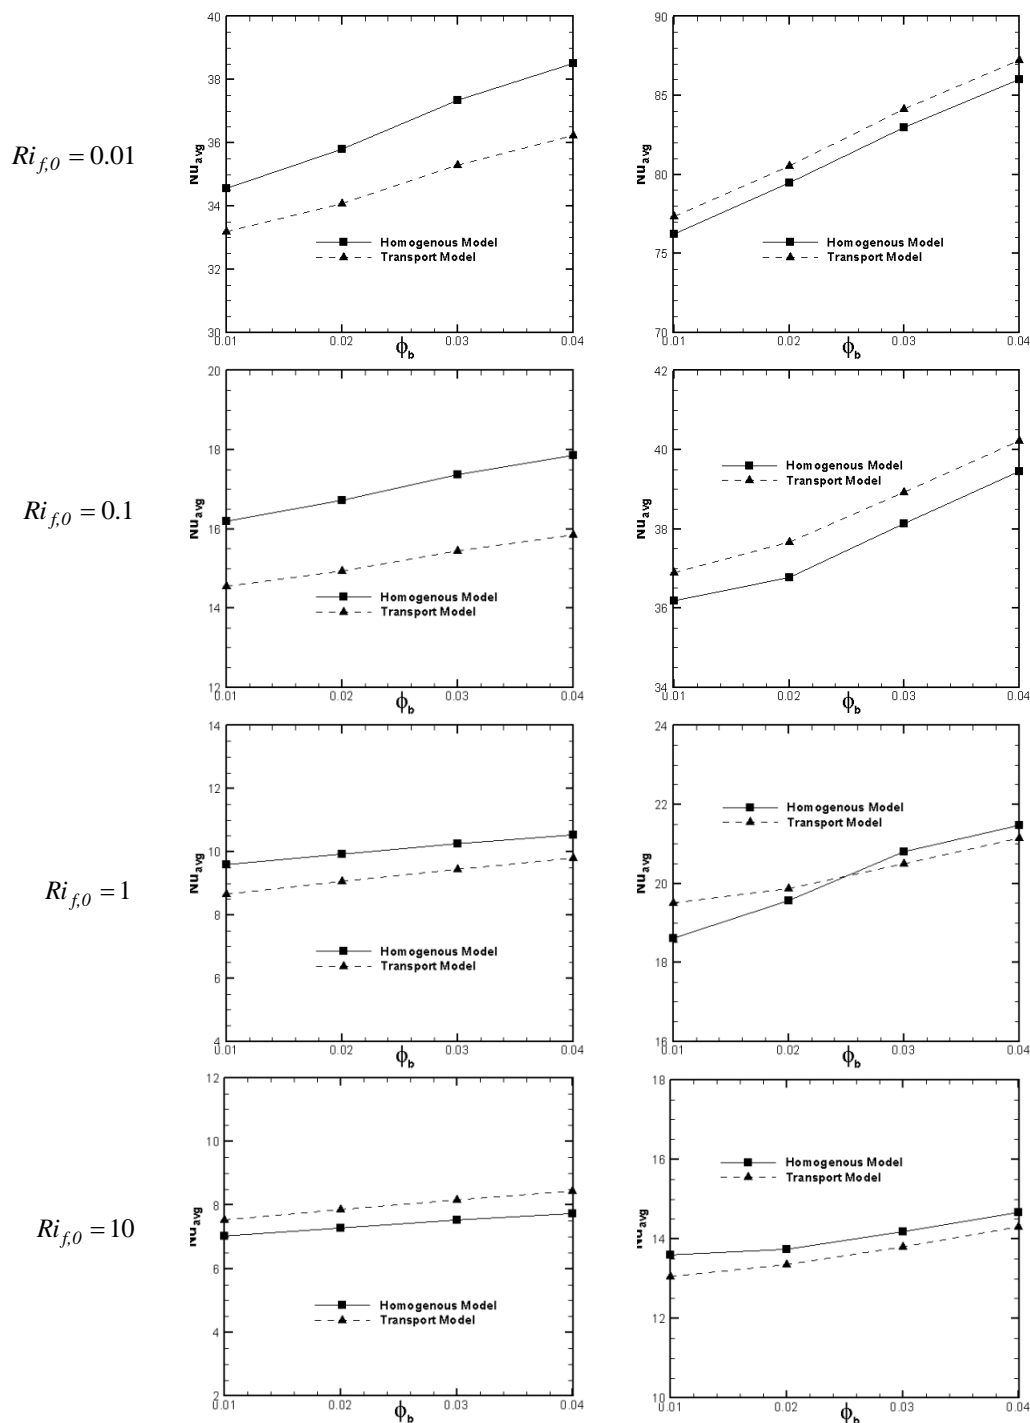 Ri_{f,0} = 0.01
40
38
36
34
32
30
Nu_avg
Homogenous Model
Transport Model
0.01 0.02 0.03 0.04
ϕ_b
90
85
80
75
70
Nu_avg
Homogenous Model
Transport Model
0.01 0.02 0.03 0.04
ϕ_b
Ri_{f,0} = 0.1
20
18
16
14
12
Nu_avg
Homogenous Model
Transport Model
0.01 0.02 0.03 0.04
ϕ_b
42
40
38
36
34
Nu_avg
Homogenous Model
Transport Model
0.01 0.02 0.03 0.04
ϕ_b
Ri_{f,0} = 1
14
12
10
8
6
4
Nu_avg
Homogenous Model
Transport Model
0.01 0.02 0.03 0.04
ϕ_b
24
22
20
18
16
Nu_avg
Homogenous Model
Transport Model
0.01 0.02 0.03 0.04
ϕ_b
Ri_{f,0} = 10
12
10
8
6
4
2
Nu_avg
Homogenous Model
Transport Model
0.01 0.02 0.03 0.04
ϕ_b
18
16
14
13
12
10
Nu_avg
Homogenous Model
Transport Model
0.01 0.02 0.03 0.04
ϕ_b